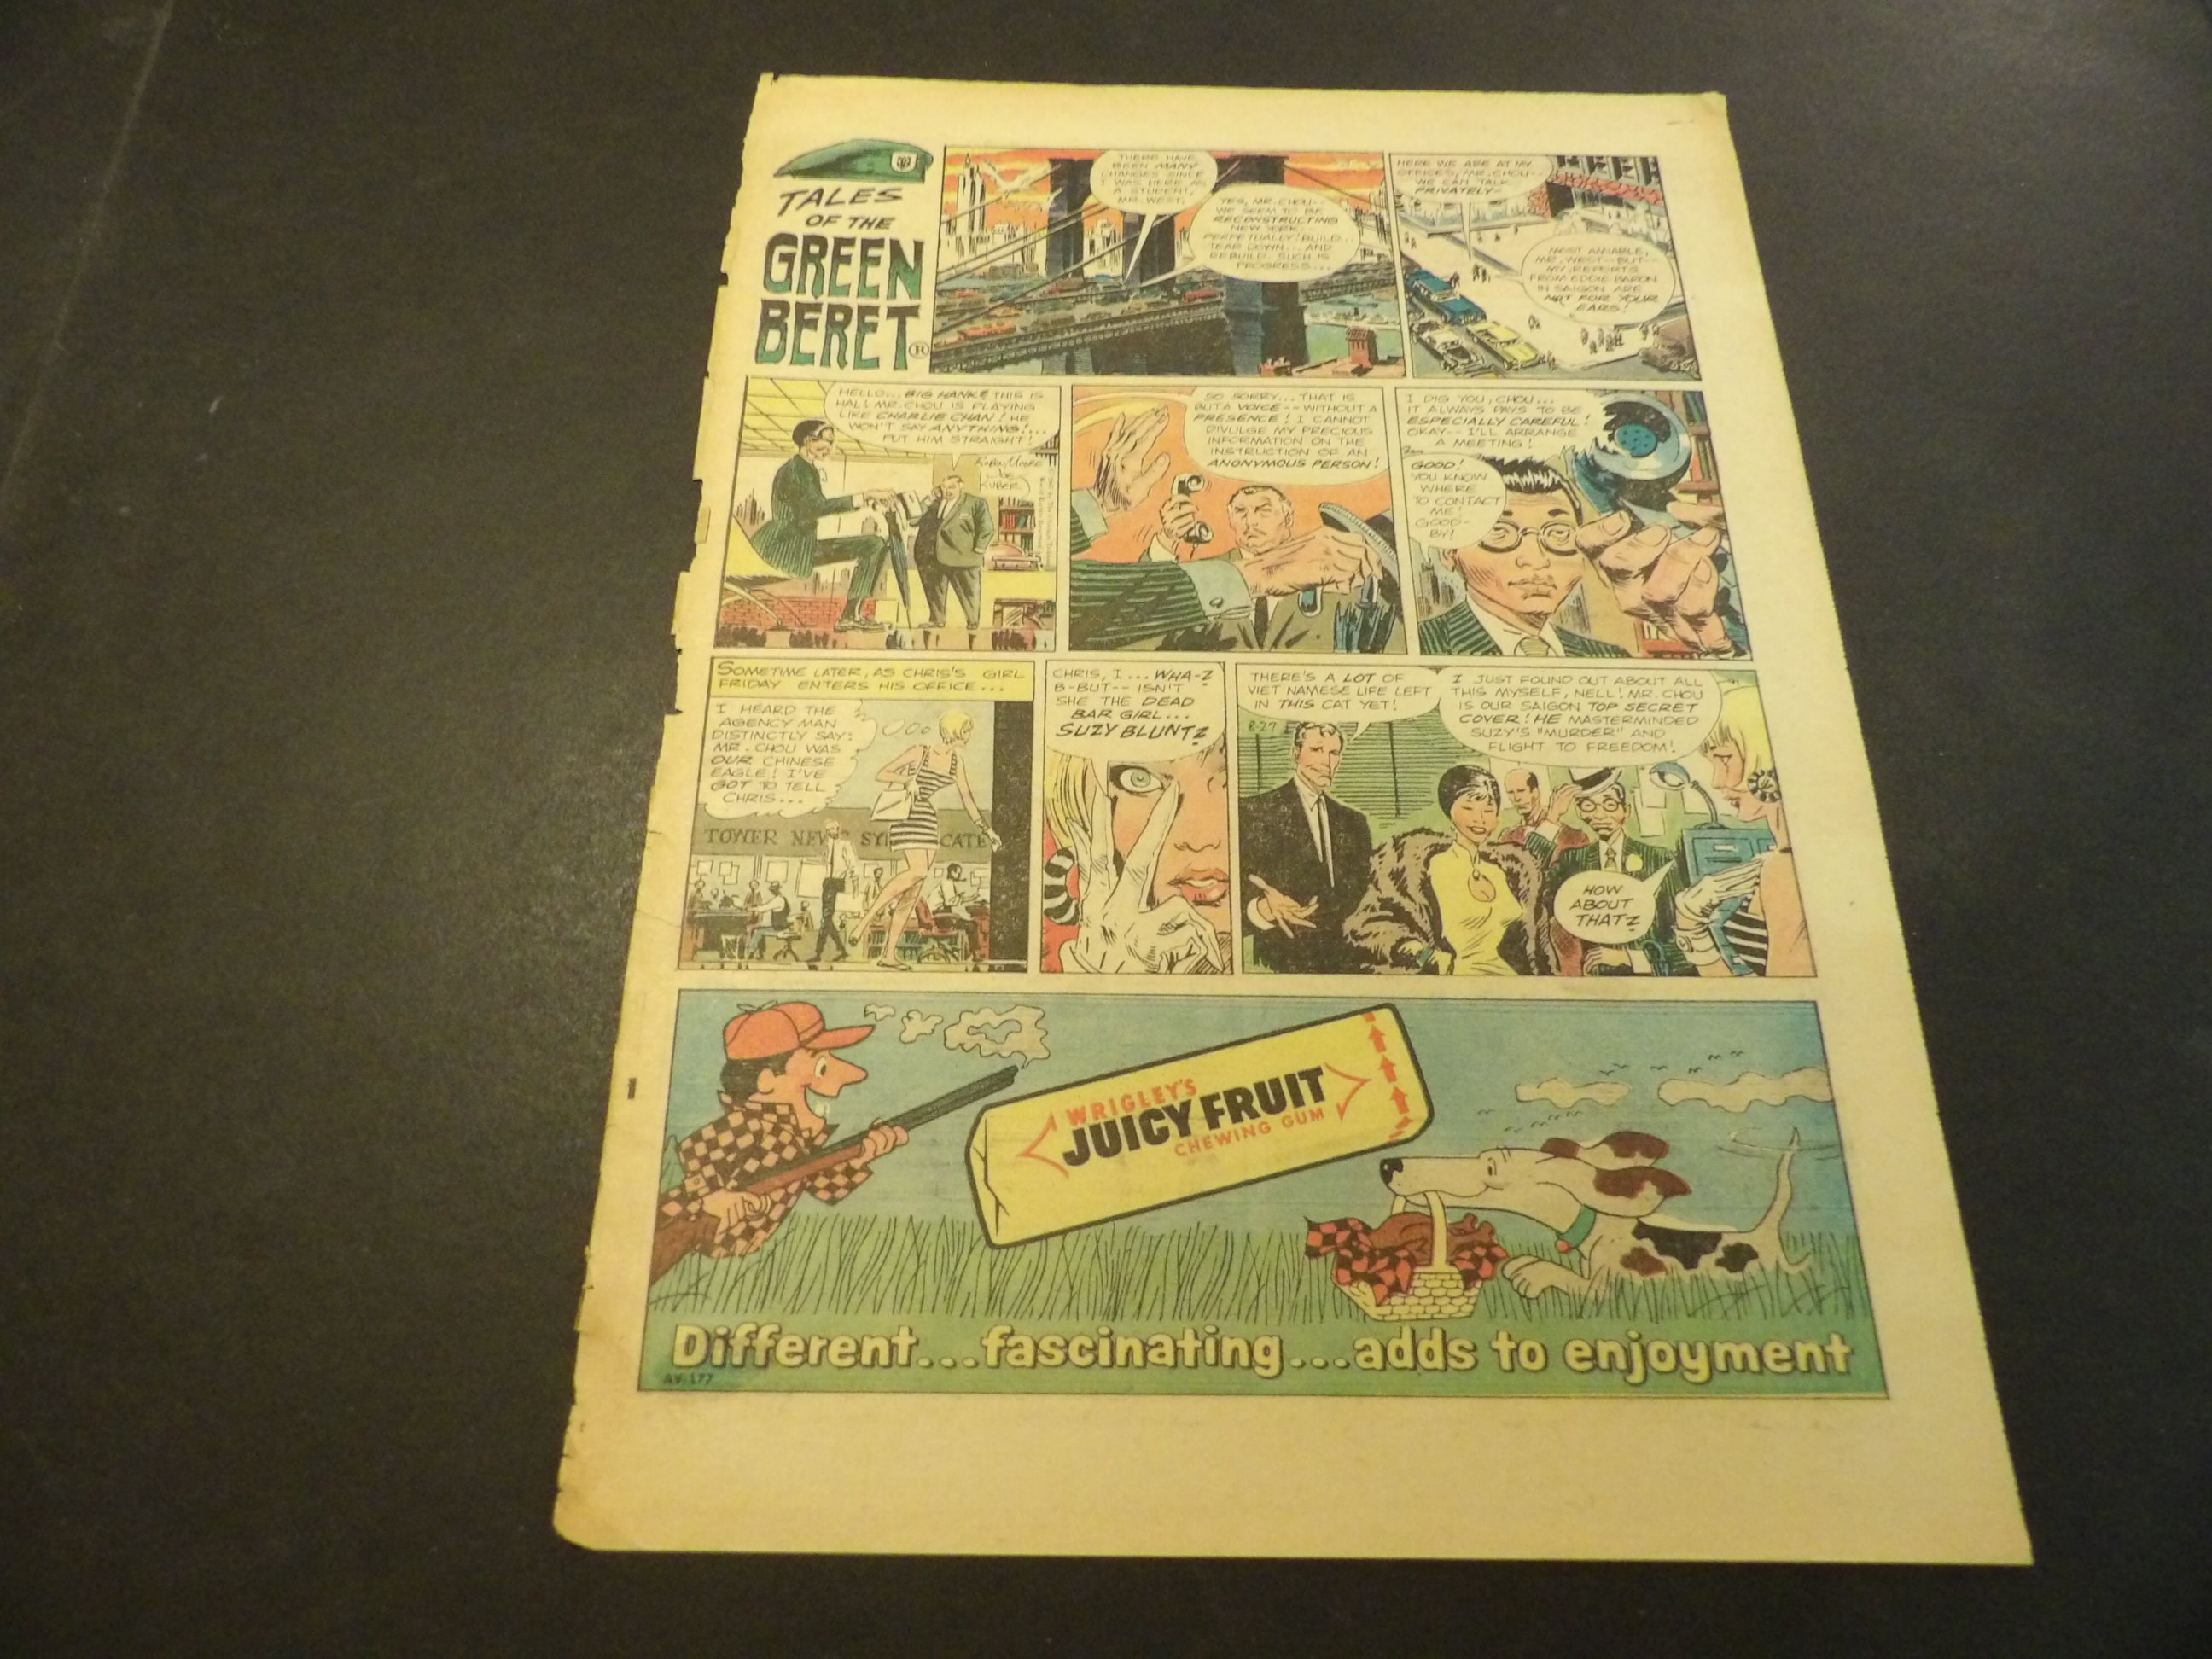 TALES
OF THE
GREEN
BERET®
THERE HAVE
BEEN MANY
CHANGES SINCE
I WAS HERE AS
A STUDENT,
MR. WEST.
YES, MR. CHOU--
WE SEEM TO BE
RECONSTRUCTING
NEW YORK--
PERPETUALLY! BUILD...
TEAR DOWN... AND
REBUILD. SUCH IS
PROGRESS...
HERE WE ARE AT MY
OFFICES, MR. CHOU--
WE CAN TALK
PRIVATELY--
MOST AMIABLE,
MR. WEST--BUT--
MY REPORTS
FROM EDDIE BARON
IN SAIGON ARE
NOT FOR YOUR
EARS!
HELLO... BIG HANK? THIS IS
HAL! MR. CHOU IS PLAYING
LIKE CHARLIE CHAN! HE
WON'T SAY ANYTHING!...
PUT HIM STRAIGHT!
JOE
KUBERT
SO SORRY... THAT IS
BUT A VOICE -- WITHOUT A
PRESENCE! I CANNOT
DIVULGE MY PRECIOUS
INFORMATION ON THE
INSTRUCTION OF AN
ANONYMOUS PERSON!
I DIG YOU, CHOU...
IT ALWAYS PAYS TO BE
ESPECIALLY CAREFUL!
OKAY-- I'LL ARRANGE
A MEETING!
GOOD!
YOU KNOW
WHERE
TO CONTACT
ME!
GOOD-
BY!
SOMETIME LATER, AS CHRIS'S GIRL
FRIDAY ENTERS HIS OFFICE...
I HEARD THE
AGENCY MAN
DISTINCTLY SAY:
MR. CHOU WAS
OUR CHINESE
EAGLE! I'VE
GOT TO TELL
CHRIS...
TOWER NEWS SYNDICATE
CHRIS, I... WHA-?
B-BUT-- ISN'T
SHE THE DEAD
BAR GIRL...
SUZY BLUNT?
THERE'S A LOT OF
VIET NAMESE LIFE LEFT
IN THIS CAT YET!
8-27
I JUST FOUND OUT ABOUT ALL
THIS MYSELF, NELL! MR. CHOU
IS OUR SAIGON TOP SECRET
COVER! HE MASTERMINDED
SUZY'S "MURDER" AND
FLIGHT TO FREEDOM!
HOW
ABOUT
THAT?
WRIGLEY'S
JUICY FRUIT
CHEWING GUM
Different...fascinating...adds to enjoyment
AV-177